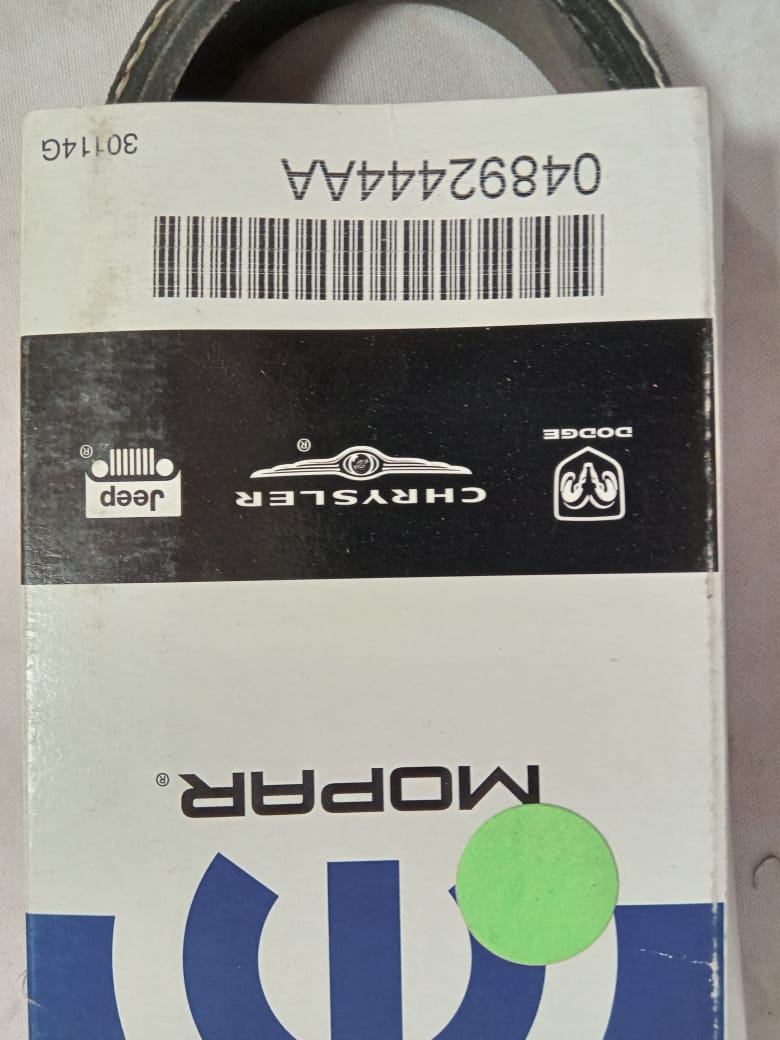 MOPAR®
DODGE
CHRYSLER®
Jeep®
04892444AA
30114G